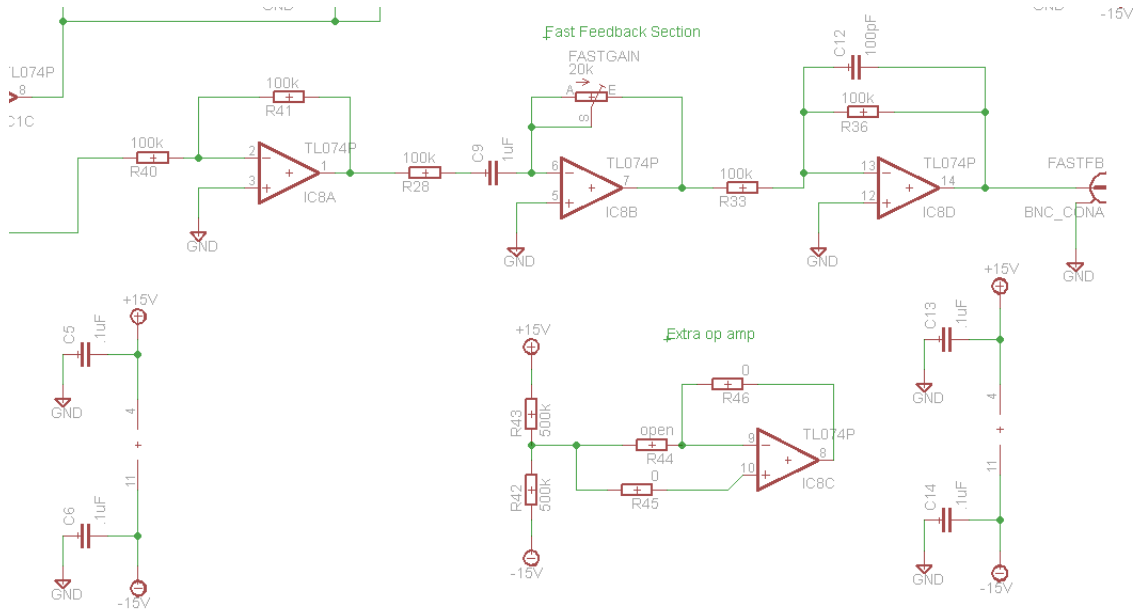 GND
GND
-15V
Fast Feedback Section
FASTGAIN
20k
A
E
S
C12
100pF
TL074P
8
C1C
100k
R41
100k
R40
2
3
TL074P
1
IC8A
GND
100k
R28
C9
1uF
6
5
TL074P
7
IC8B
GND
100k
R33
100k
R36
13
12
TL074P
14
IC8D
GND
FASTFB
BNC_CONA
GND
+15V
C5
.1uF
GND
4
11
C6
.1uF
GND
-15V
Extra op amp
+15V
R43
500k
R42
500k
-15V
open
R44
0
R45
0
R46
9
10
TL074P
8
IC8C
+15V
C13
.1uF
GND
4
11
C14
.1uF
GND
-15V